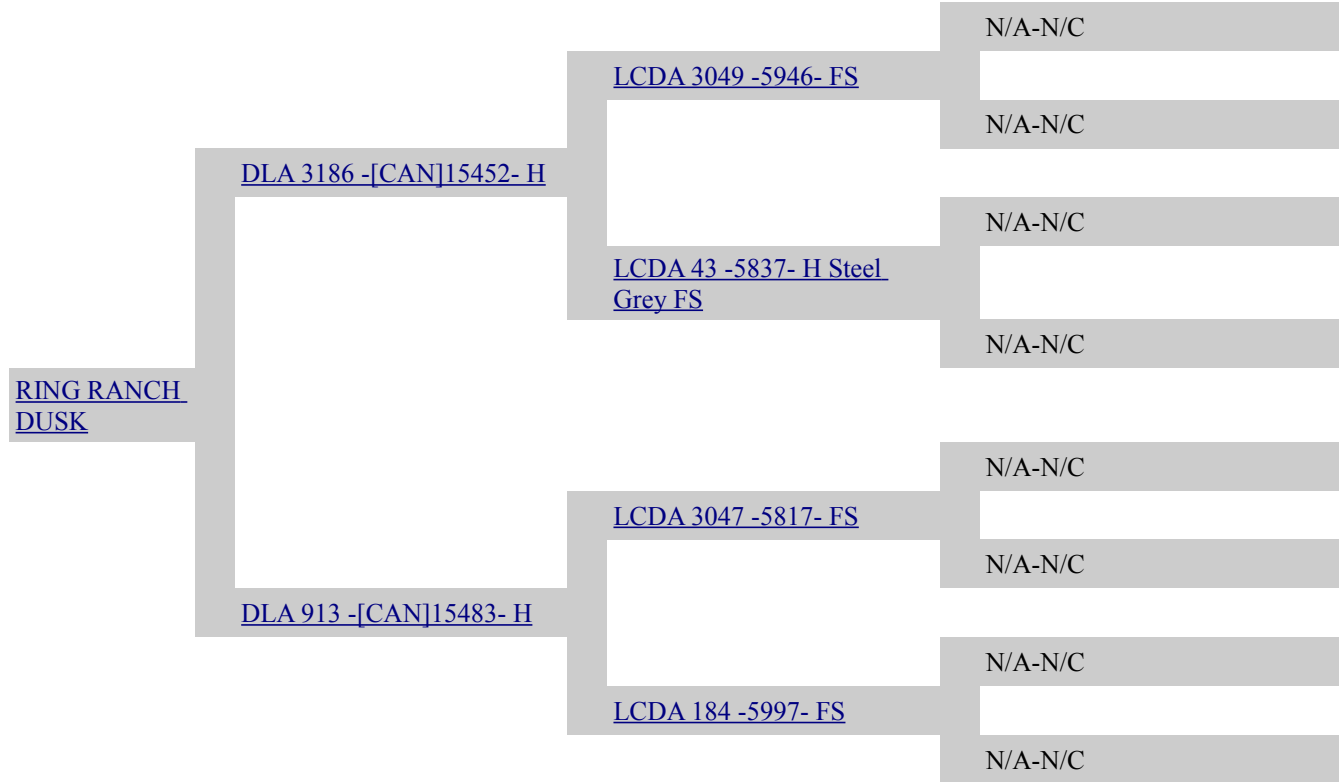 N/A-N/C
LCDA 3049 -5946- FS
N/A-N/C
DLA 3186 -[CAN]15452- H
N/A-N/C
LCDA 43 -5837- H Steel
Grey FS
N/A-N/C
RING RANCH
DUSK
N/A-N/C
LCDA 3047 -5817- FS
N/A-N/C
DLA 913 -[CAN]15483- H
N/A-N/C
LCDA 184 -5997- FS
N/A-N/C